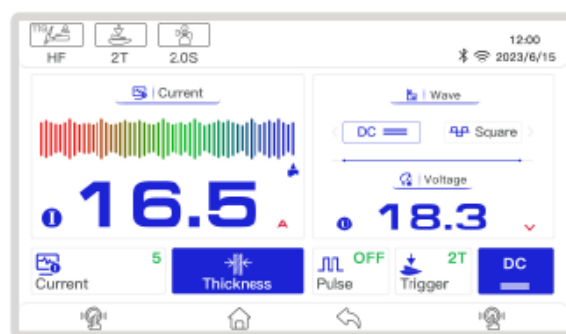 TIG
HF 2T 2.0S
12:00
2023/6/15
Current
Wave
DC Square
Voltage
16.5 A
18.3 V
5 OFF 2T DC
Current Thickness Pulse Trigger